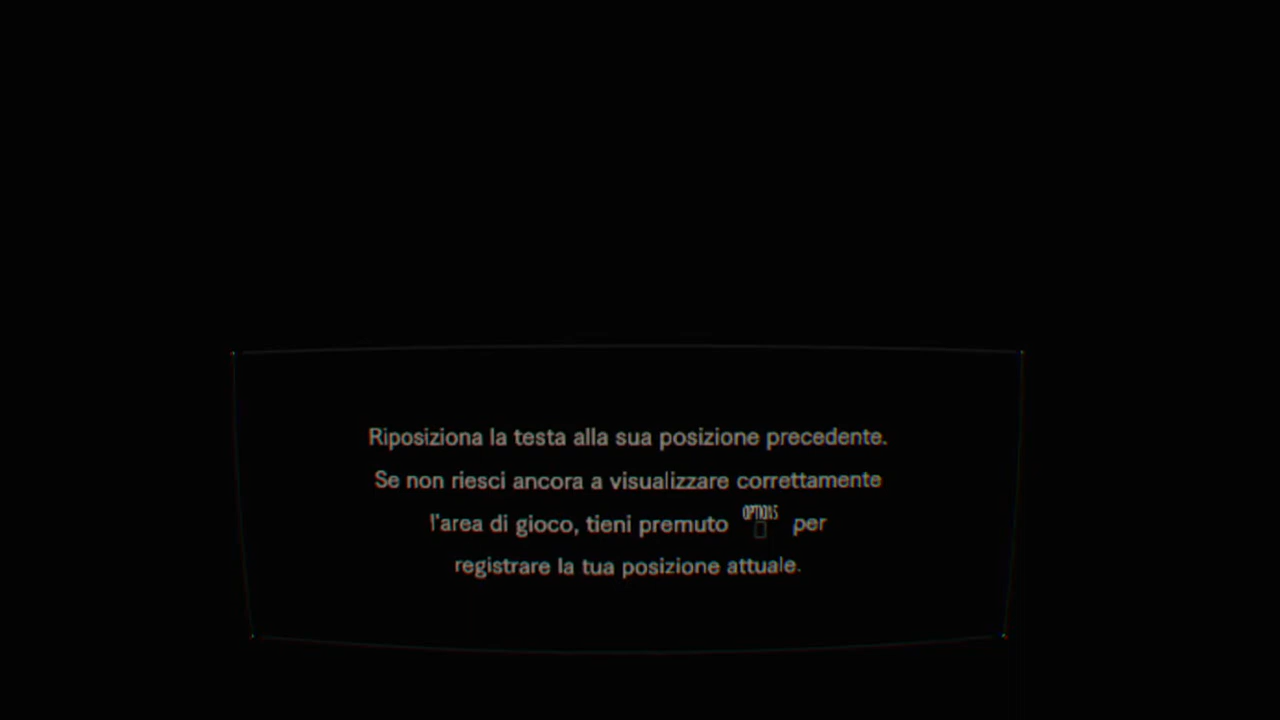 Riposiziona la testa alla sua posizione precedente.
Se non riesci ancora a visualizzare correttamente
l'area di gioco, tieni premuto OPTIONS per
registrare la tua posizione attuale.